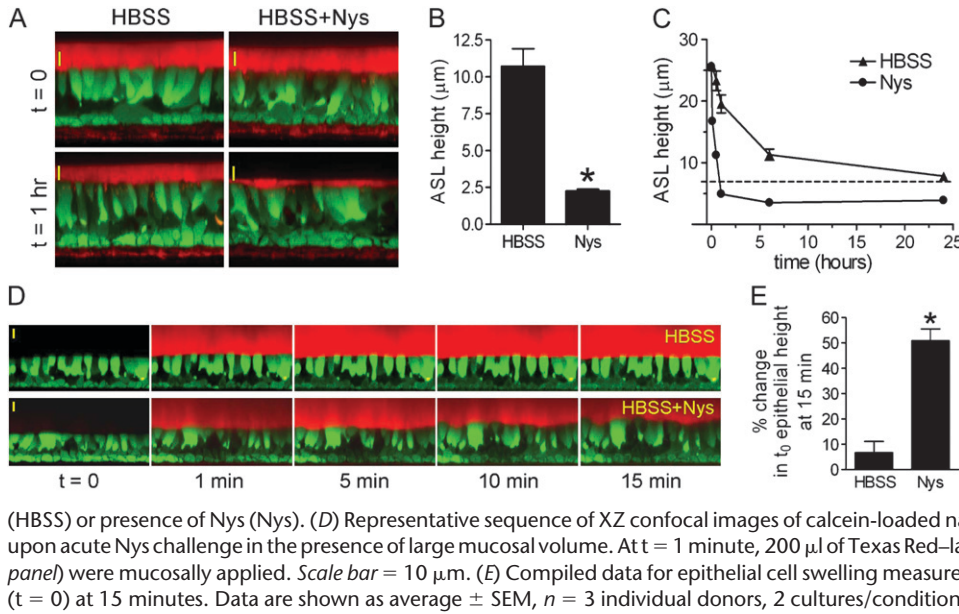 A
HBSS
HBSS+Nys
t = 0
t = 1 hr
B
ASL height (μm)
12.5
10.0
7.5
5.0
2.5
0.0
*
HBSS
Nys
C
ASL height (μm)
30
20
10
0
HBSS
Nys
0
5
10
15
20
25
time (hours)
D
HBSS
HBSS+Nys
t = 0
1 min
5 min
10 min
15 min
E
% change
in t0 epithelial height
at 15 min
60
50
40
30
20
10
0
*
HBSS
Nys
(HBSS) or presence of Nys (Nys). (D) Representative sequence of XZ confocal images of calcein-loaded
upon acute Nys challenge in the presence of large mucosal volume. At t = 1 minute, 200 μl of Texas Red–la
panel) were mucosally applied. Scale bar = 10 μm. (E) Compiled data for epithelial cell swelling measure
(t = 0) at 15 minutes. Data are shown as average ± SEM, n = 3 individual donors, 2 cultures/condition